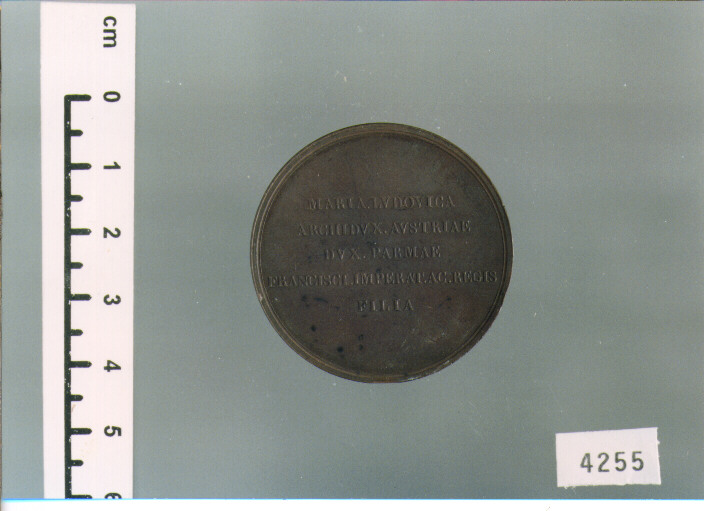 MARIA.LVDOVICA
ARCHIDVX.AVSTRIAE
DVX.PARMAE
FRANCISCI.IMPERAT.AC.REGIS
FILIA
cm
0
1
2
3
4
5
6
4255